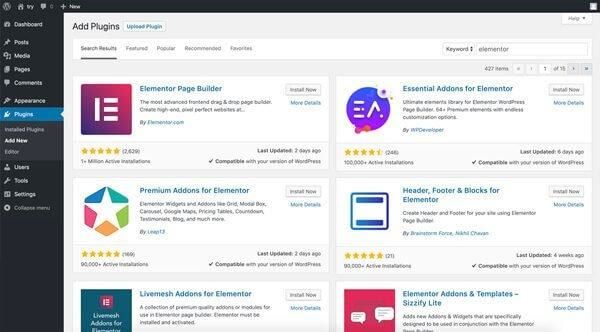 try
0
New
Help
Dashboard
Posts
Media
Pages
Comments
Appearance
Plugins
Installed Plugins
Add New
Editor
Users
Tools
Settings
Collapse menu
Add Plugins
Upload Plugin
Search Results Featured Popular Recommended Favorites
Keyword elementor
427 items « ‹ 1 of 15 › »
Elementor Page Builder
Install Now
More Details
The most advanced frontend drag & drop page builder.
Create high-end, pixel perfect websites at...
By Elementor.com
(2,629)
1+ Million Active Installations
Last Updated: 2 days ago
Compatible with your version of WordPress
Essential Addons for Elementor
Install Now
More Details
Ultimate elements library for Elementor WordPress
Page Builder. 54+ Premium elements with endless
customization options.
By WPDeveloper
(246)
100,000+ Active Installations
Last Updated: 6 days ago
Compatible with your version of WordPress
Premium Addons for Elementor
Install Now
More Details
Elementor Widgets and Addons like Grid, Modal Box,
Carousel, Google Maps, Pricing Tables, Countdown,
Testimonials, Blog, and much more.
By Leap13
(169)
90,000+ Active Installations
Last Updated: 2 days ago
Compatible with your version of WordPress
Header, Footer & Blocks for
Elementor
Install Now
More Details
Create Header and Footer for your site using Elementor
Page Builder.
By Brainstorm Force, Nikhil Chavan
(21)
90,000+ Active Installations
Last Updated: 4 weeks ago
Compatible with your version of WordPress
Livemesh Addons for Elementor
Install Now
More Details
A collection of premium quality addons or modules for
use in Elementor page builder. Elementor must be
installed and activated.
Elementor Addons & Templates –
Sizzify Lite
Install Now
More Details
Adds new Addons & Widgets that are specifically
designed to be used in conjunction with the Elementor